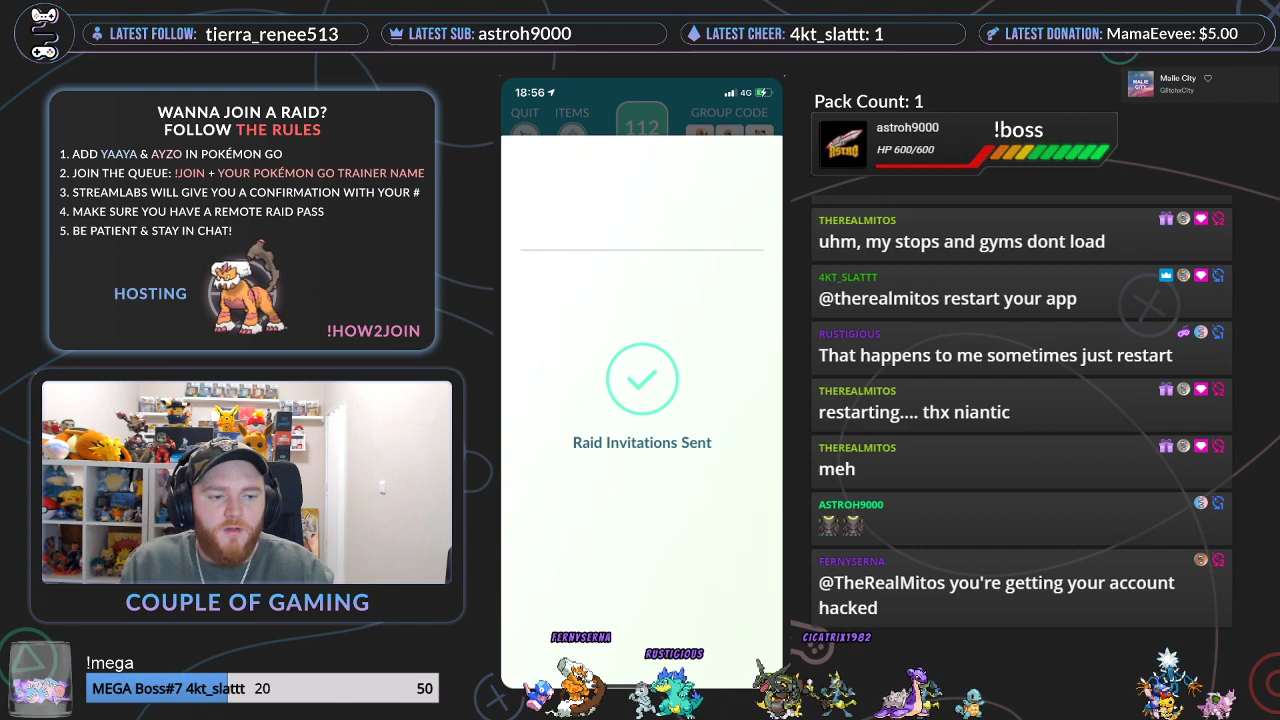 LATEST FOLLOW: tierra_renee513
LATEST SUB: astroh9000
LATEST CHEER: 4kt_slattt: 1
LATEST DONATION: MamaEevee: $5.00
WANNA JOIN A RAID?
FOLLOW THE RULES
1. ADD YAAYA & AYZO IN POKÉMON GO
2. JOIN THE QUEUE: !JOIN + YOUR POKÉMON GO TRAINER NAME
3. STREAMLABS WILL GIVE YOU A CONFIRMATION WITH YOUR #
4. MAKE SURE YOU HAVE A REMOTE RAID PASS
5. BE PATIENT & STAY IN CHAT!
HOSTING
!HOW2JOIN
COUPLE OF GAMING
!mega
MEGA Boss#7 4kt_slattt 20 50
18:56 4G
QUIT ITEMS 112 GROUP CODE
Raid Invitations Sent
FERNYSERNA
RUSTIGIOUS
CICATRIX1982
MALIE CITY
Malie City
GlitchxCity
Pack Count: 1
ASTRO
astroh9000
HP 600/600
!boss
THEREALMITOS
uhm, my stops and gyms dont load
4KT_SLATTT
@therealmitos restart your app
RUSTIGIOUS
That happens to me sometimes just restart
THEREALMITOS
restarting.... thx niantic
THEREALMITOS
meh
ASTROH9000
FERNYSERNA
@TheRealMitos you're getting your account
hacked